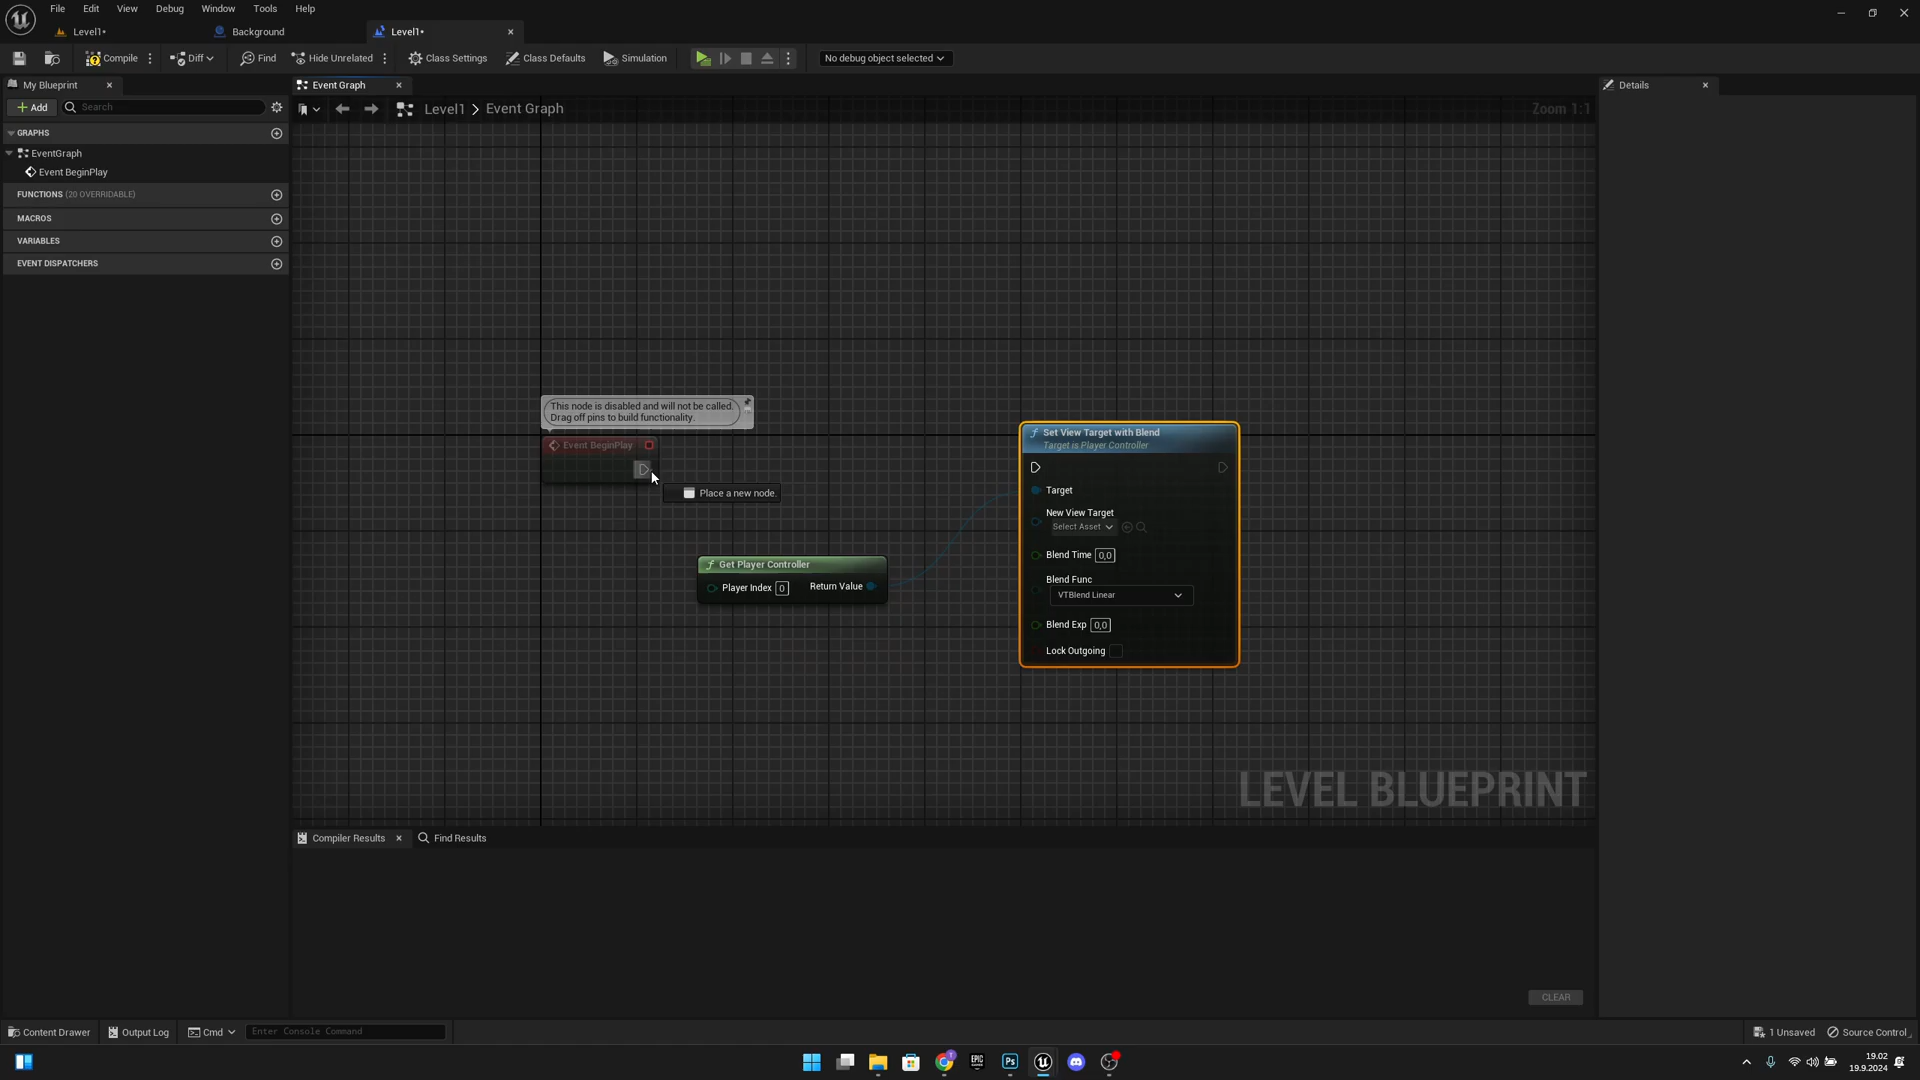 File Edit View Debug Window Tools Help
Level1* Background Level1*
Compile Diff Find Hide Unrelated Class Settings Class Defaults Simulation No debug object selected
My Blueprint Event Graph Details
Add Search Level1 > Event Graph Zoom 1:1
GRAPHS
EventGraph
Event BeginPlay
FUNCTIONS (20 OVERRIDABLE)
MACROS
VARIABLES
EVENT DISPATCHERS
This node is disabled and will not be called.
Drag off pins to build functionality.
Event BeginPlay
Place a new node.
Get Player Controller
Player Index 0 Return Value
Set View Target with Blend
Target is Player Controller
Target
New View Target
Select Asset
Blend Time 0,0
Blend Func
VTBlend Linear
Blend Exp 0,0
Lock Outgoing
LEVEL BLUEPRINT
Compiler Results Find Results
CLEAR
Content Drawer Output Log Cmd Enter Console Command 1 Unsaved Source Control
EPIC
Ps
19.02
19.9.2024